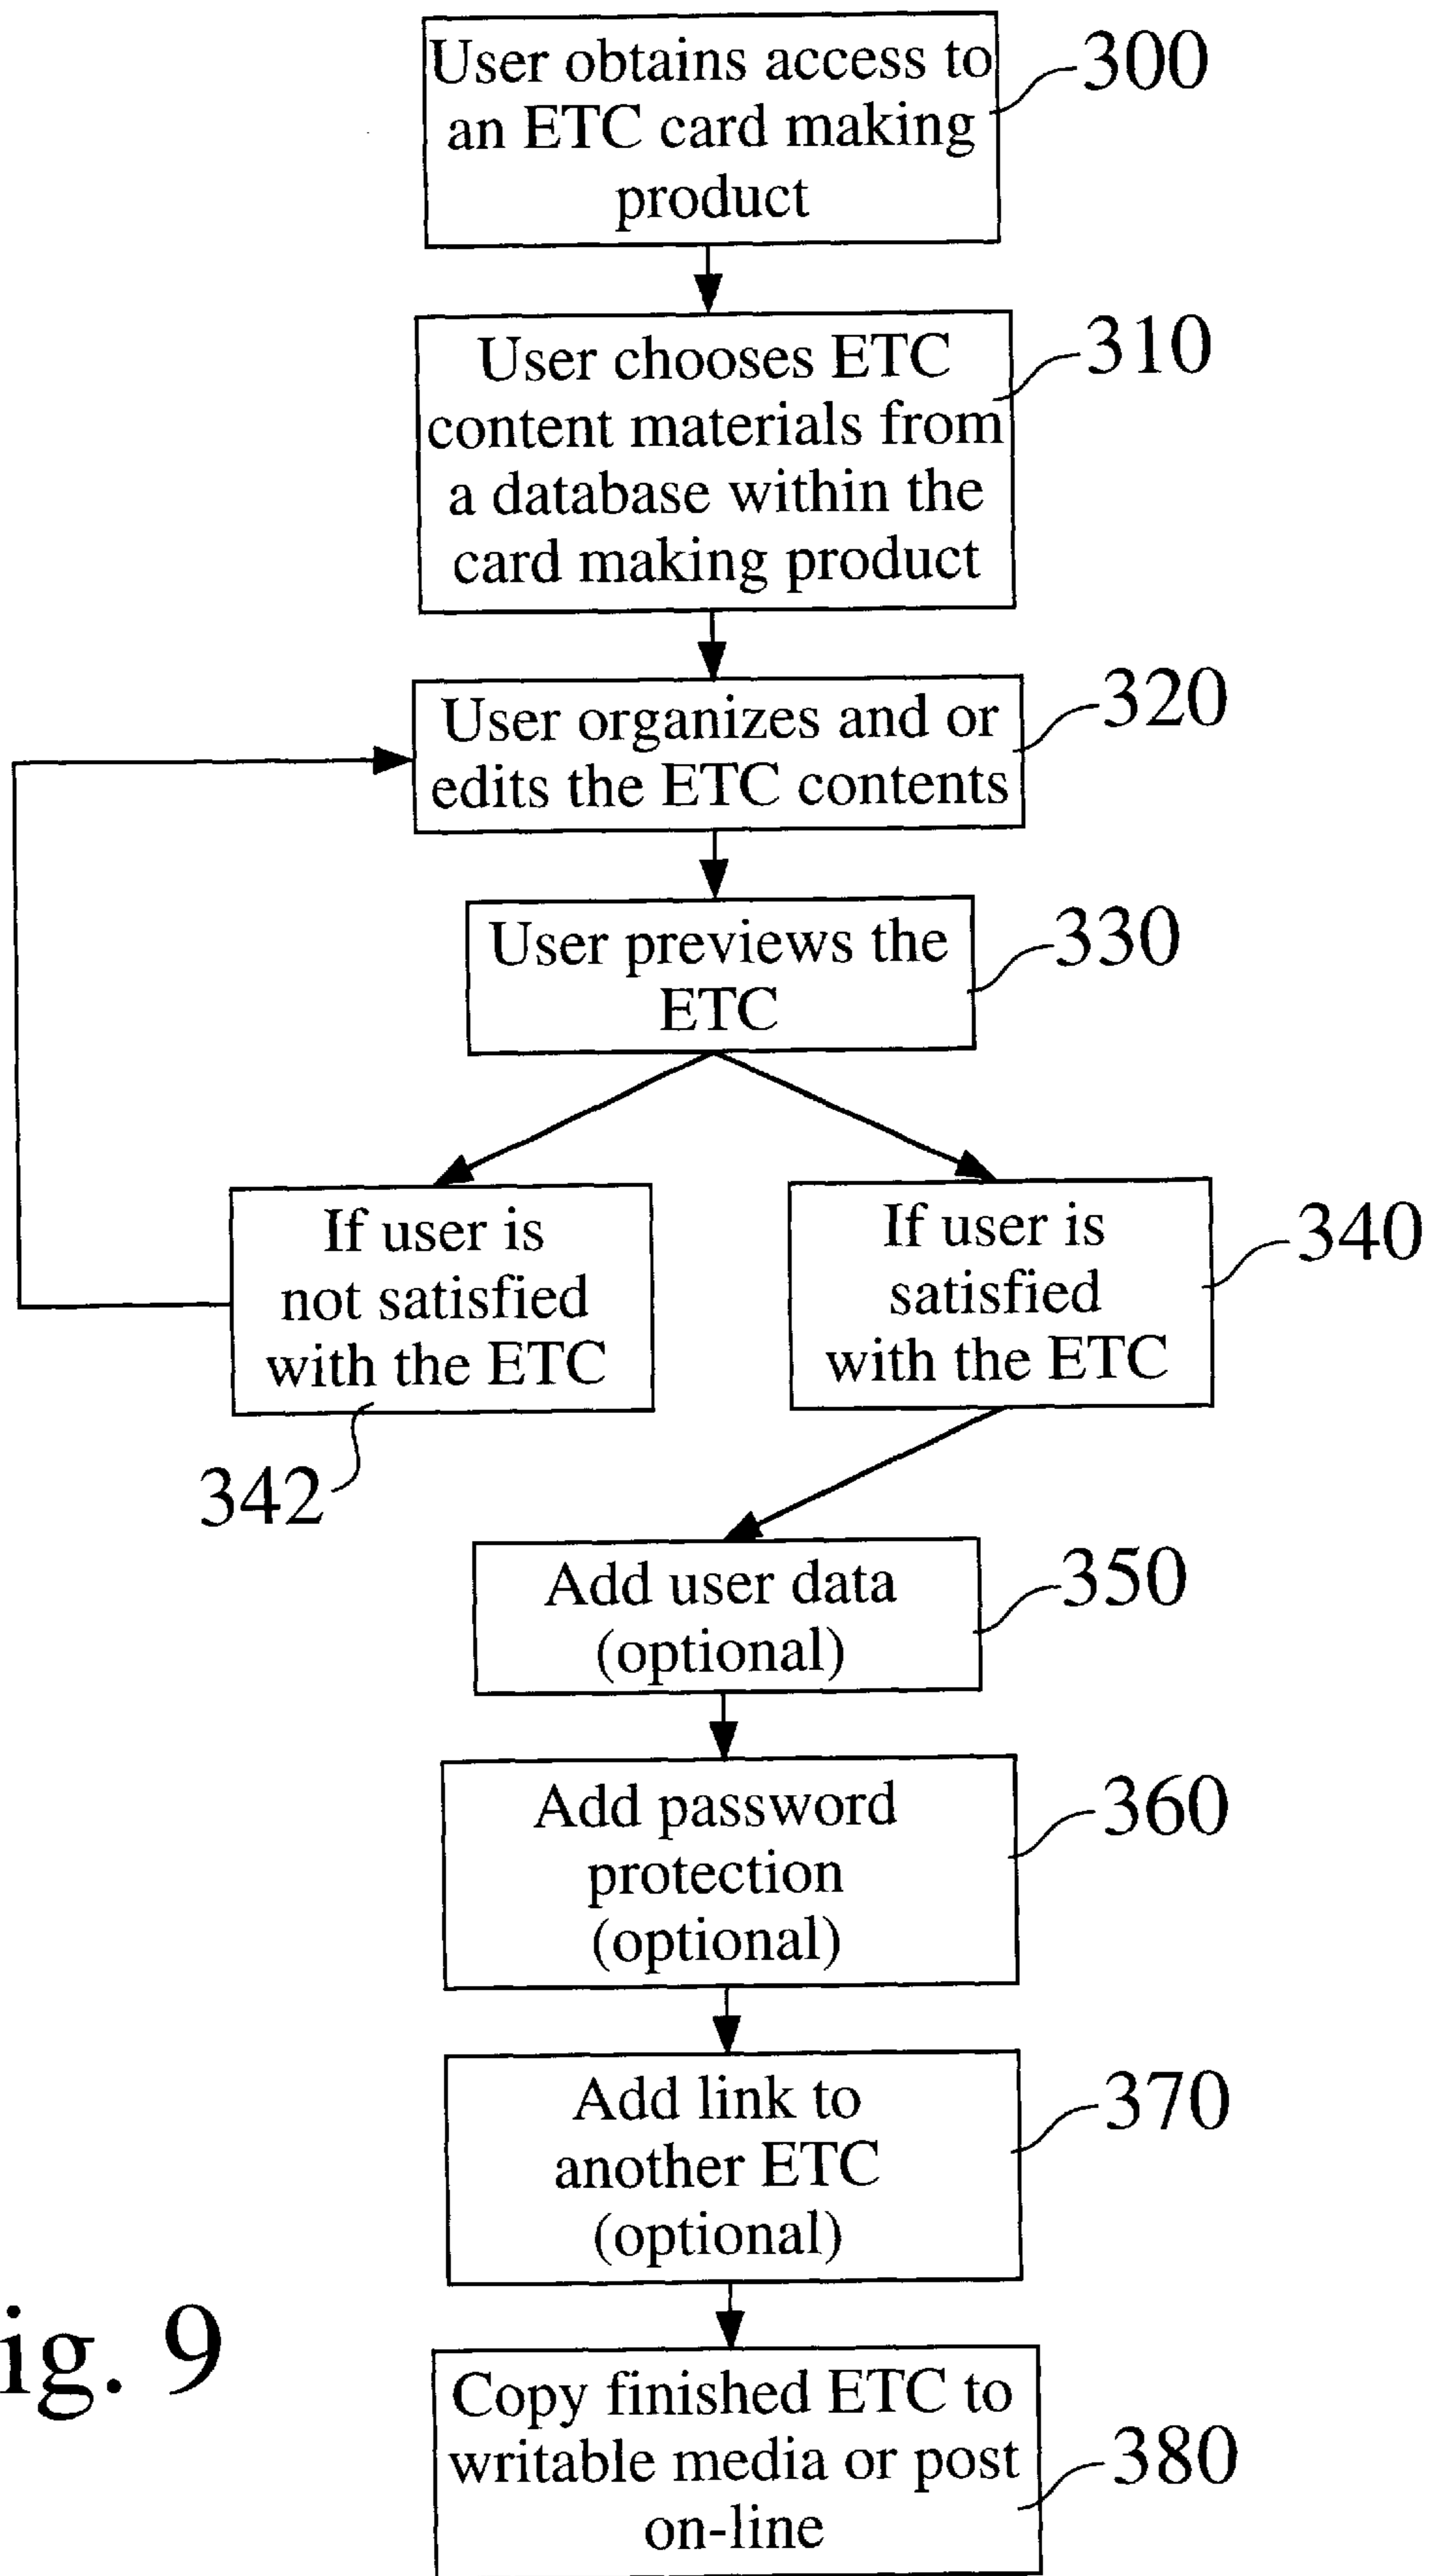 User obtains access to
an ETC card making
product
300
User chooses ETC
content materials from
a database within the
card making product
310
User organizes and or
edits the ETC contents
320
User previews the
ETC
330
If user is
not satisfied
with the ETC
342
If user is
satisfied
with the ETC
340
Add user data
(optional)
350
Add password
protection
(optional)
360
Add link to
another ETC
(optional)
370
Copy finished ETC to
writable media or post
on-line
380
ig. 9